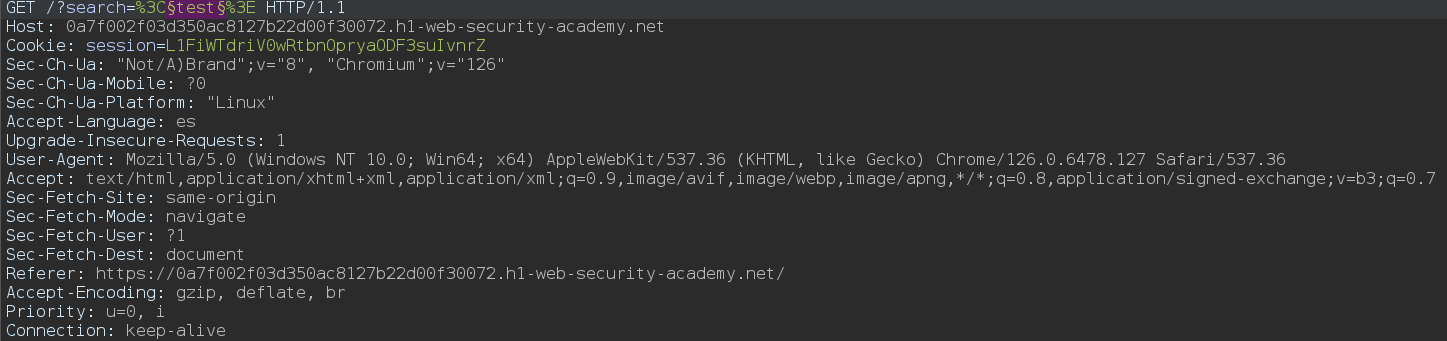 GET /?search=%3C§test§%3E HTTP/1.1
Host: 0a7f002f03d350ac8127b22d00f30072.h1-web-security-academy.net
Cookie: session=L1FiWTdriV0wRtbnOpryaODF3suIvnrZ
Sec-Ch-Ua: "Not/A)Brand";v="8", "Chromium";v="126"
Sec-Ch-Ua-Mobile: ?0
Sec-Ch-Ua-Platform: "Linux"
Accept-Language: es
Upgrade-Insecure-Requests: 1
User-Agent: Mozilla/5.0 (Windows NT 10.0; Win64; x64) AppleWebKit/537.36 (KHTML, like Gecko) Chrome/126.0.6478.127 Safari/537.36
Accept: text/html,application/xhtml+xml,application/xml;q=0.9,image/avif,image/webp,image/apng,*/*;q=0.8,application/signed-exchange;v=b3;q=0.7
Sec-Fetch-Site: same-origin
Sec-Fetch-Mode: navigate
Sec-Fetch-User: ?1
Sec-Fetch-Dest: document
Referer: https://0a7f002f03d350ac8127b22d00f30072.h1-web-security-academy.net/
Accept-Encoding: gzip, deflate, br
Priority: u=0, i
Connection: keep-alive